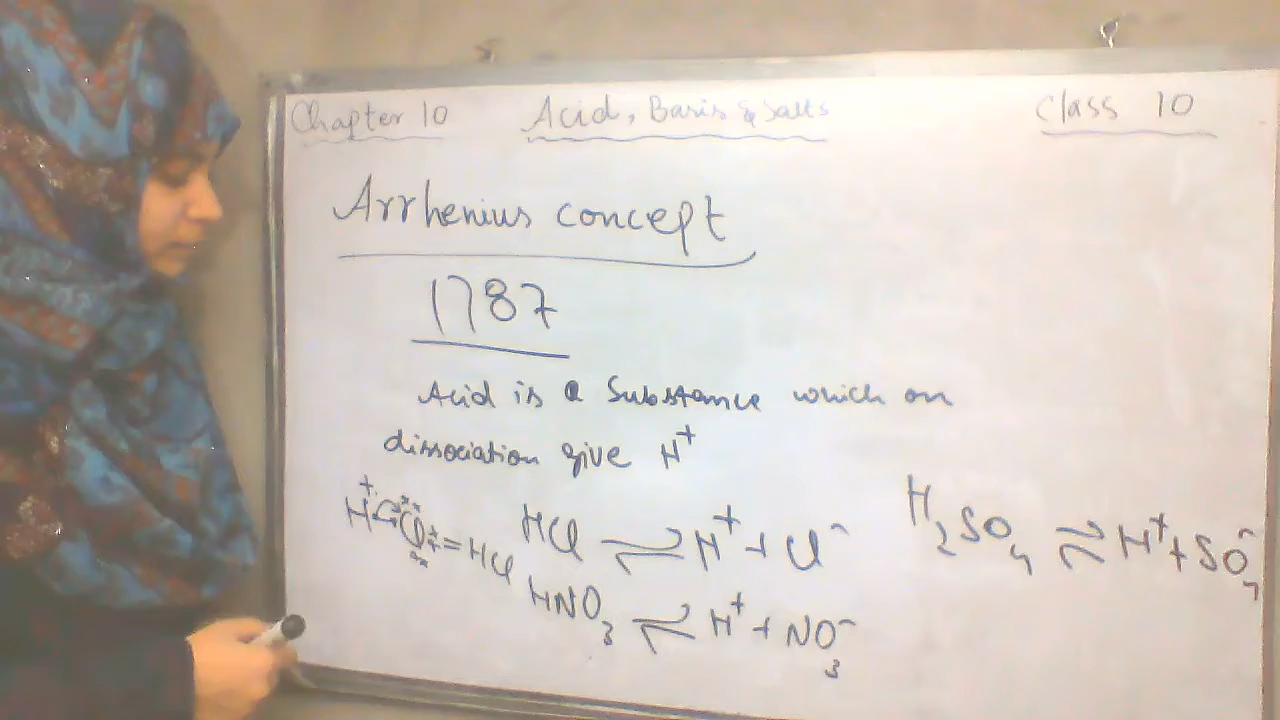 Chapter 10 Acid, Basis & Salts Class 10
Arrhenius concept
1787
Acid is a Substance which on
dissociation give H⁺
HCl ⇌ H⁺ + Cl⁻
H₂SO₄ ⇌ H⁺ + SO₄⁻
= HCl
HNO₃ ⇌ H⁺ + NO₃⁻